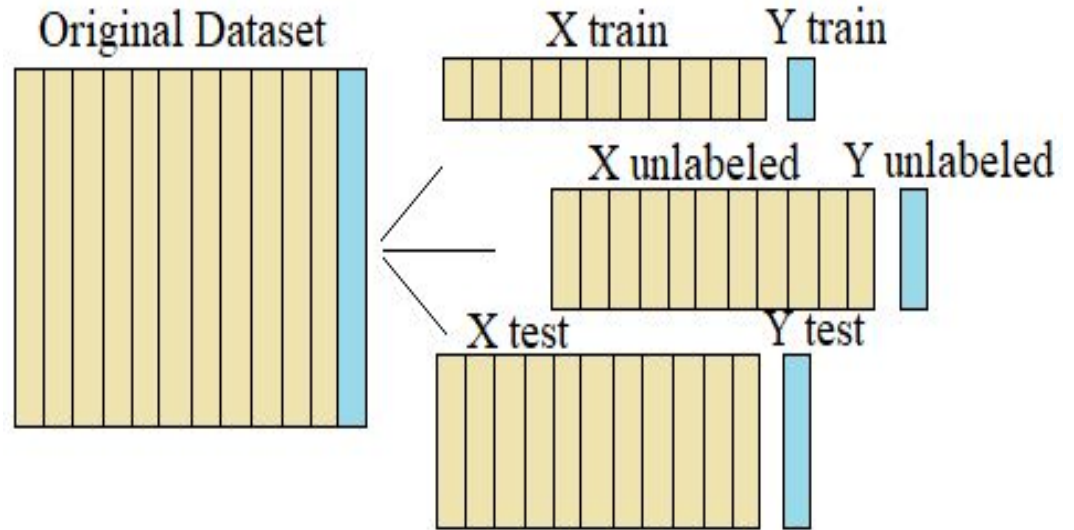 Original Dataset
X train
Y train
X unlabeled
Y unlabeled
X test
Y test